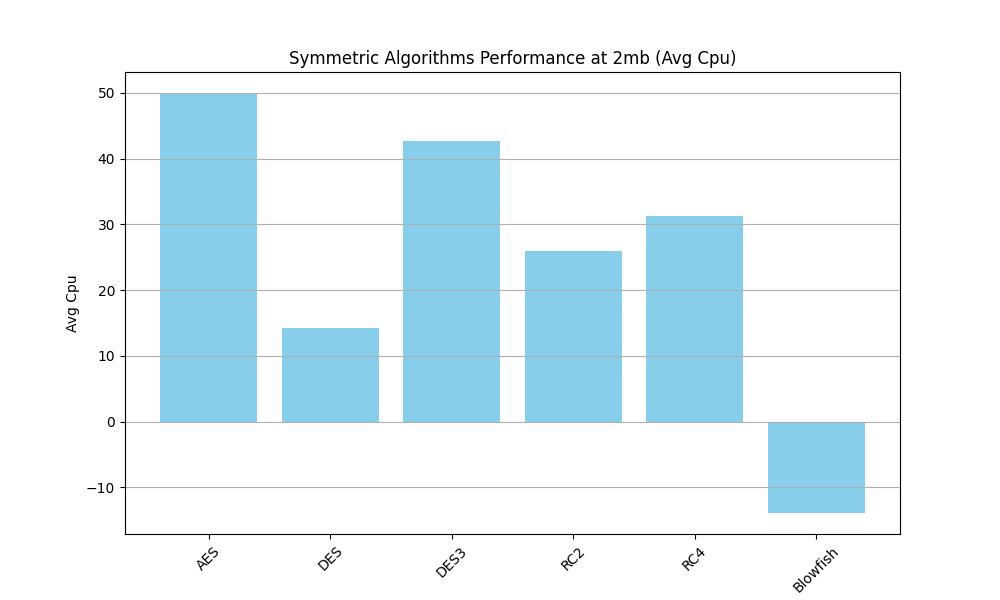 Symmetric Algorithms Performance at 2mb (Avg Cpu)
Avg Cpu
50
40
30
20
10
0
−10
AES
DES
DES3
RC2
RC4
Blowfish